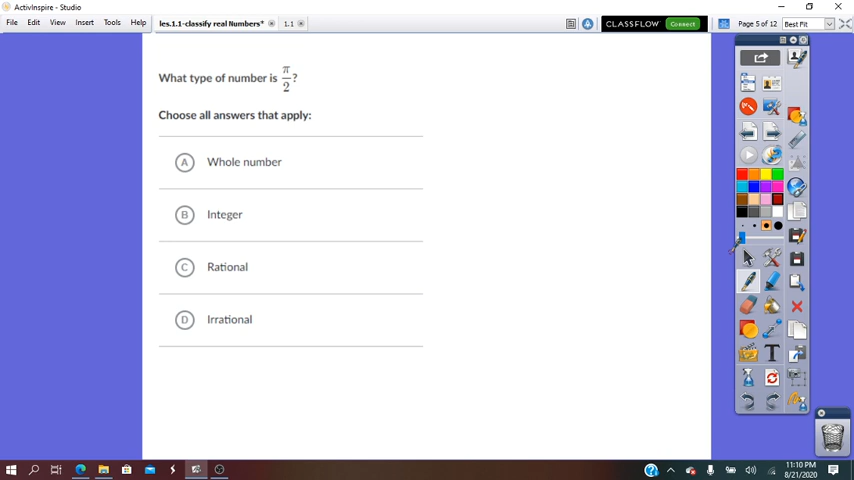 ActivInspire - Studio
File Edit View Insert Tools Help
les.1.1-classify real Numbers*
1.1
CLASSFLOW
Connect
Page 5 of 12
Best Fit
What type of number is π/2?
Choose all answers that apply:
A Whole number
B Integer
C Rational
D Irrational
T
11:10 PM
8/21/2020